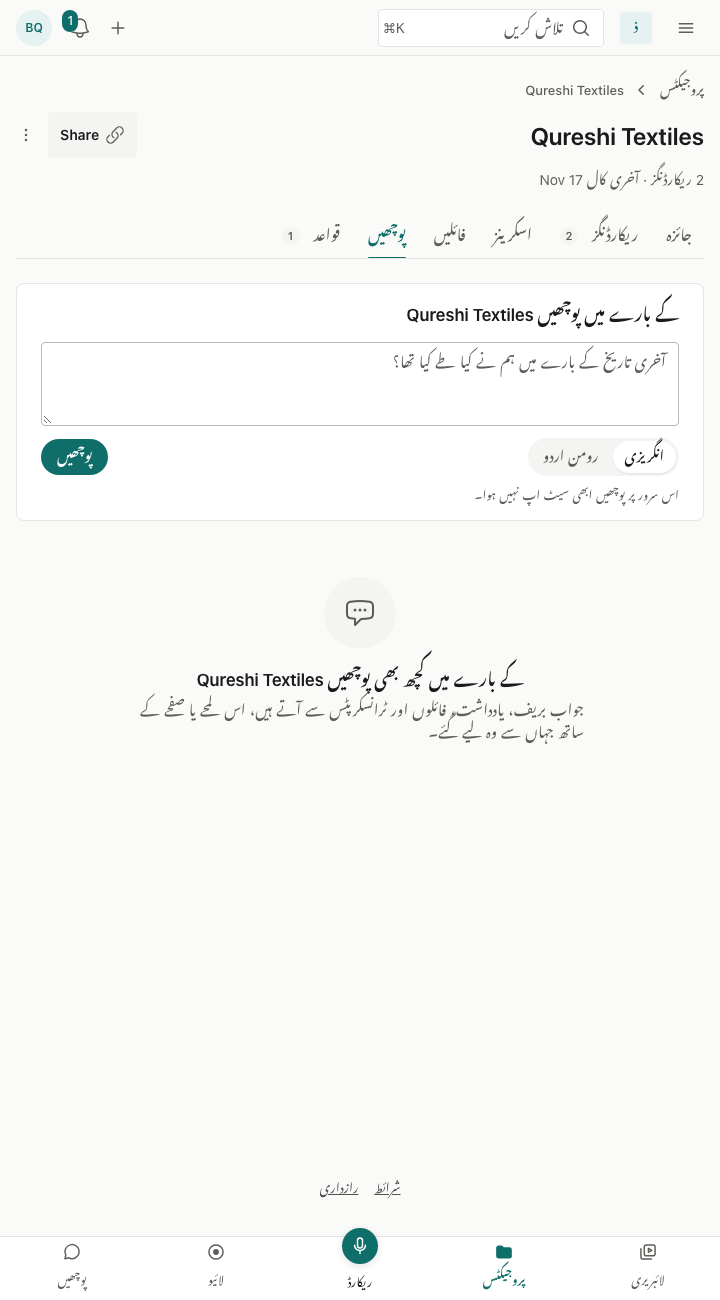 ذ
تلاش کریں ⌘K
1
BQ
پروجیکٹس
Qureshi Textiles
Qureshi Textiles
Share
2 ریکارڈنگز · آخری کال 17 Nov
جائزہ
ریکارڈنگز 2
اسکرینز
فائلیں
پوچھیں
قواعد 1
Qureshi Textiles کے بارے میں پوچھیں
آخری تاریخ کے بارے میں ہم نے کیا طے کیا تھا؟
انگریزی
رومن اردو
پوچھیں
اس سرور پر پوچھیں ابھی سیٹ اپ نہیں ہوا۔
Qureshi Textiles کے بارے میں کچھ بھی پوچھیں
جواب بریف، یادداشت، فائلوں اور ٹرانسکرپٹس سے آتے ہیں، اس لمحے یا صفحے کے
ساتھ جہاں سے وہ لیے گئے۔
شرائط
رازداری
لائبریری
پروجیکٹس
ریکارڈ
لائیو
پوچھیں